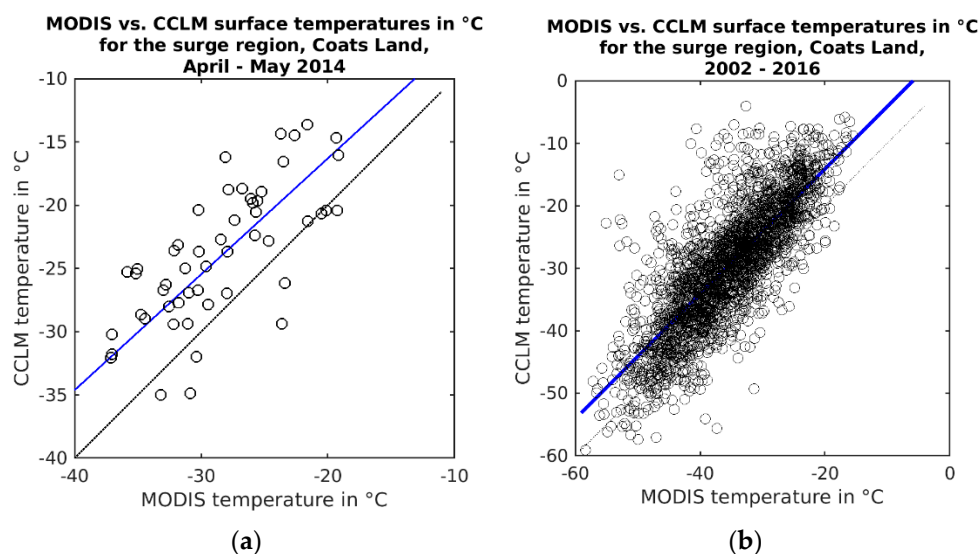 MODIS vs. CCLM surface temperatures in °C
for the surge region, Coats Land,
April - May 2014
-10
-15
-20
-25
-30
-35
-40
CCLM temperature in °C
-40
-30
-20
-10
MODIS temperature in °C
(a)
MODIS vs. CCLM surface temperatures in °C
for the surge region, Coats Land,
2002 - 2016
0
-10
-20
-30
-40
-50
-60
CCLM temperature in °C
-60
-40
-20
0
MODIS temperature in °C
(b)